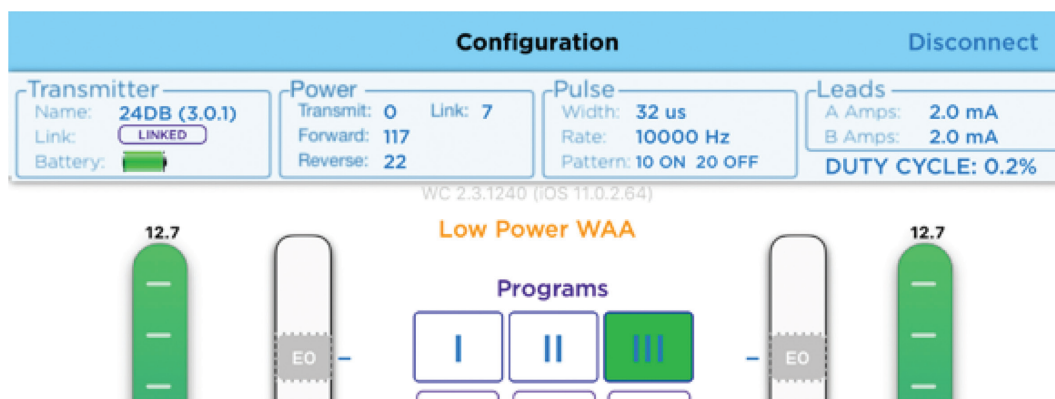 Configuration
Disconnect
Transmitter
Name: 24DB (3.0.1)
Link: LINKED
Battery:
Power
Transmit: 0 Link: 7
Forward: 117
Reverse: 22
Pulse
Width: 32 us
Rate: 10000 Hz
Pattern: 10 ON 20 OFF
Leads
A Amps: 2.0 mA
B Amps: 2.0 mA
DUTY CYCLE: 0.2%
WC 2.3.1240 (iOS 11.0.2.64)
Low Power WAA
12.7
12.7
Programs
EO
I II III
EO